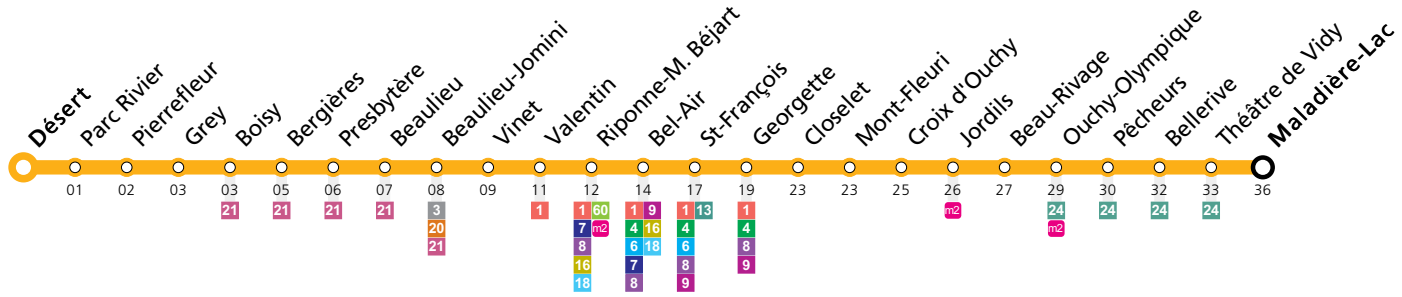 Désert
Parc Rivier
Pierrefleur
Grey
Boisy
Bergières
Presbytère
Beaulieu
Beaulieu-Jomini
Vinet
Valentin
Riponne-M. Béjart
Bel-Air
St-François
Georgette
Closelet
Mont-Fleuri
Croix d'Ouchy
Jordils
Beau-Rivage
Ouchy-Olympique
Pêcheurs
Bellerive
Théâtre de Vidy
Maladière-Lac
01 02 03 03 05 06 07 08 09 11 12 14 17 19 23 23 25 26 27 29 30 32 33 36
21 21 21 21 3 1 1 60 1 9 1 13 1 m2 24 24 24 24
20 7 m2 4 16 4 4 m2
21 8 6 18 6 8
16 7 8 9
18 8 9